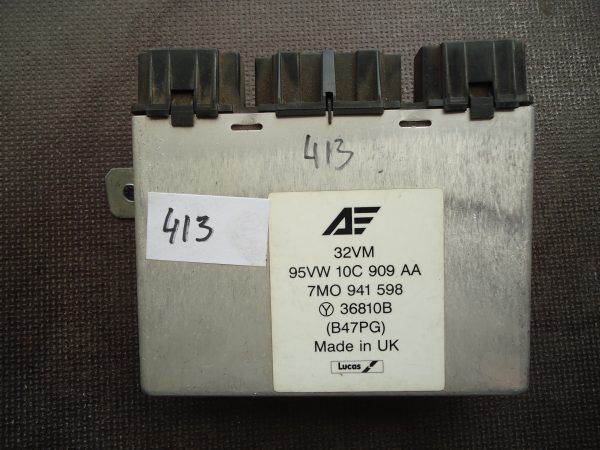 413
413
AE
32VM
95VW 10C 909 AA
7MO 941 598
Y 36810B
(B47PG)
Made in UK
Lucas